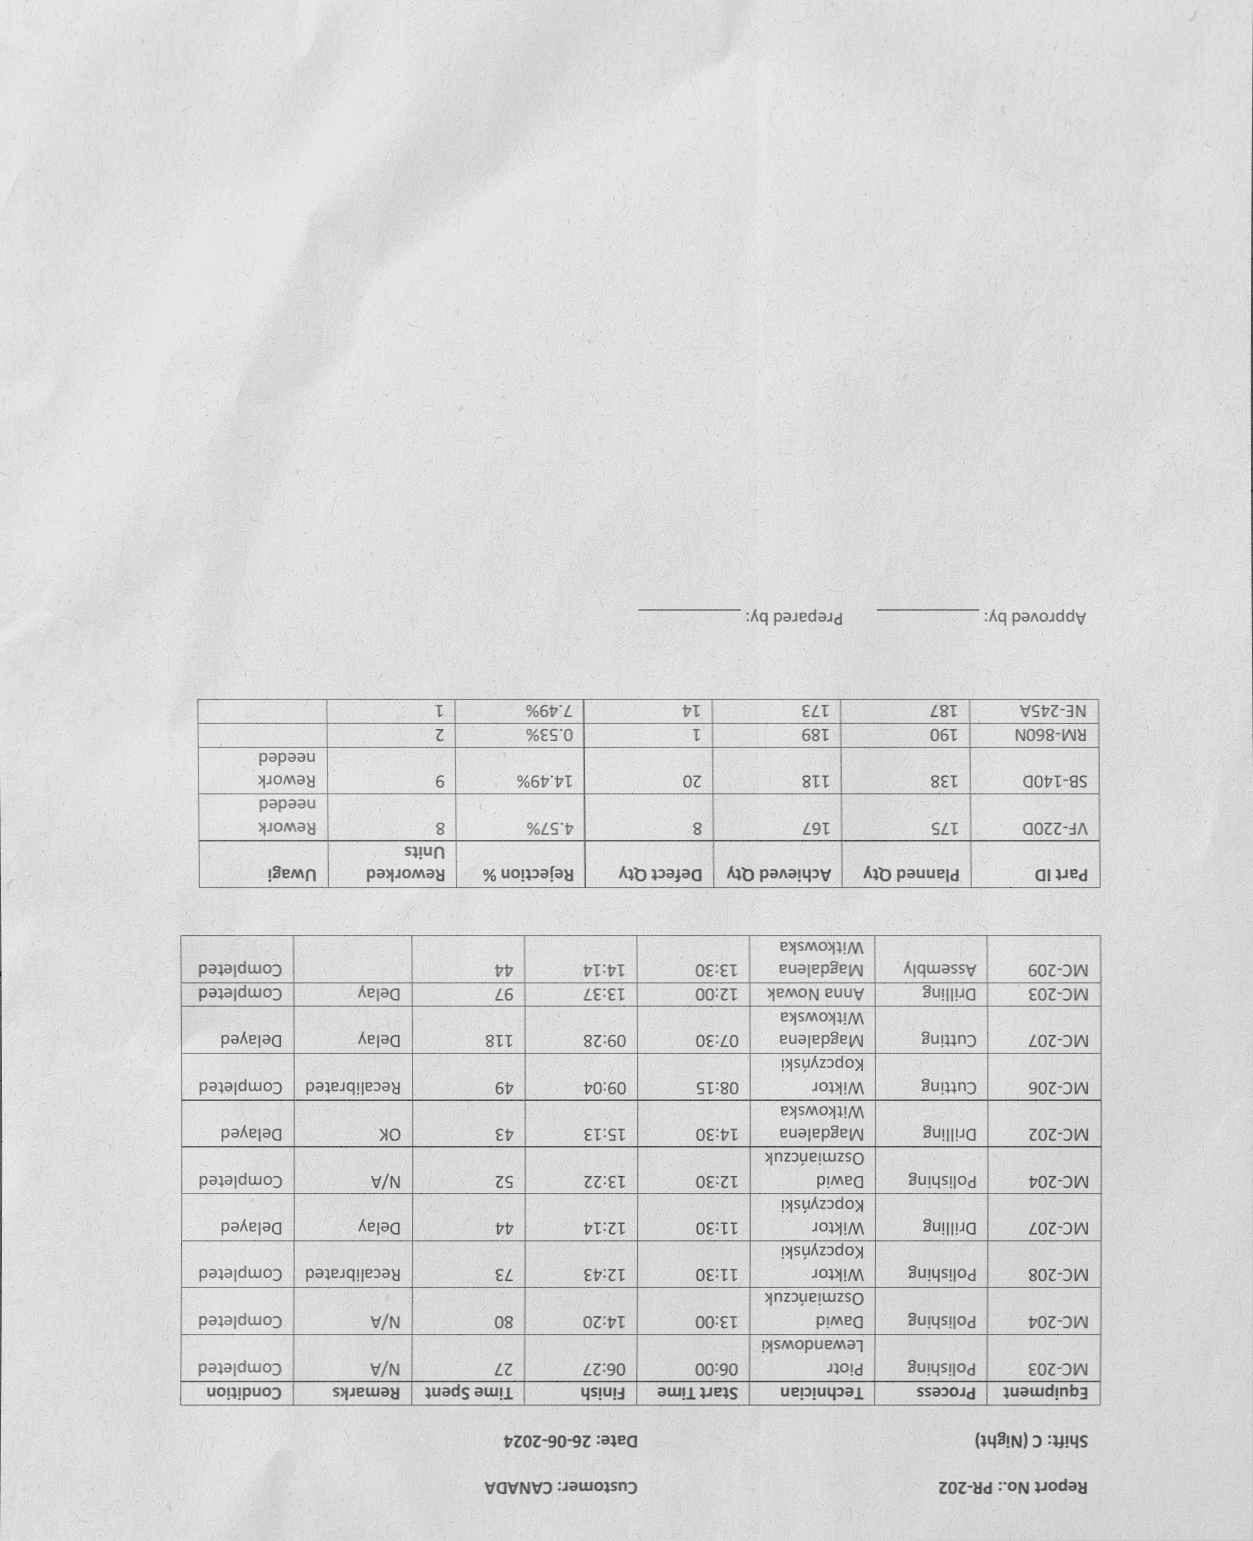 Report No.: PR-202 Customer: CANADA
Shift: C (Night) Date: 26-06-2024
Equipment Process Technician Start Time Finish Time Spent Remarks Condition
MC-203 Polishing Piotr Lewandowski 06:00 06:27 27 N/A Completed
MC-204 Polishing Dawid Oszmiańczuk 13:00 14:20 80 N/A Completed
MC-208 Polishing Wiktor Kopczyński 11:30 12:43 73 Recalibrated Completed
MC-207 Drilling Wiktor Kopczyński 11:30 12:14 44 Delay Delayed
MC-204 Polishing Dawid Oszmiańczuk 12:30 13:22 52 N/A Completed
MC-202 Drilling Magdalena Witkowska 14:30 15:13 43 OK Delayed
MC-206 Cutting Wiktor Kopczyński 08:15 09:04 49 Recalibrated Completed
MC-207 Cutting Magdalena Witkowska 07:30 09:28 118 Delay Delayed
MC-203 Drilling Anna Nowak 12:00 13:37 97 Delay Completed
MC-209 Assembly Magdalena Witkowska 13:30 14:14 44 Completed
Part ID Planned Qty Achieved Qty Defect Qty Rejection % Reworked Units Uwagi
VF-220D 175 167 8 4.57% 8 Rework needed
SB-140D 138 118 20 14.49% 9 Rework needed
RM-860N 190 189 1 0.53% 2
NE-245A 187 173 14 7.49% 1
Approved by: ____________ Prepared by: ____________